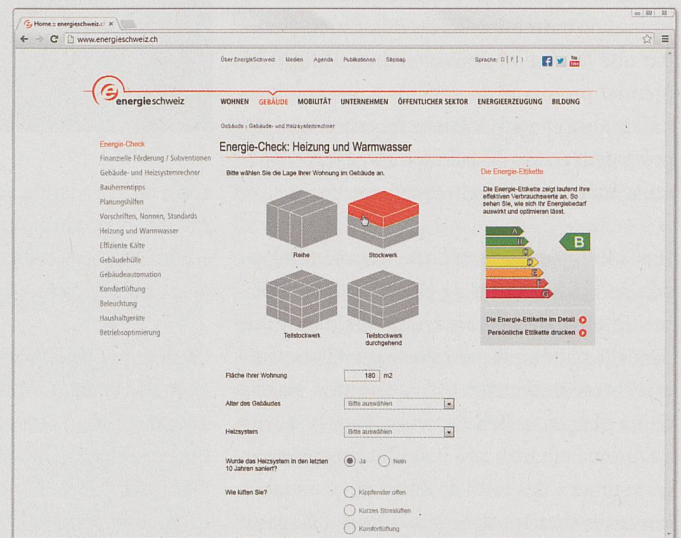 Home :: energieschweiz.cl
www.energieschweiz.ch
Über EnergieSchweiz Medien Agenda Publikationen Sitemap Sprache: D | F | I
You Tube
energieschweiz
WOHNEN GEBÄUDE MOBILITÄT UNTERNEHMEN ÖFFENTLICHER SEKTOR ENERGIEERZEUGUNG BILDUNG
Gebäude : Gebäude- und Heizsystemrechner
Energie-Check
Finanzielle Förderung / Subventionen
Gebäude- und Heizsystemrechner
Bauherrentipps
Planungshilfen
Vorschriften, Normen, Standards
Heizung und Warmwasser
Effiziente Kälte
Gebäudehülle
Gebäudeautomation
Komfortlüftung
Beleuchtung
Haushaltgeräte
Betriebsoptimierung
Energie-Check: Heizung und Warmwasser
Bitte wählen Sie die Lage Ihrer Wohnung im Gebäude an.
Reihe
Stockwerk
Teilstockwerk
Teilstockwerk
durchgehend
Fläche Ihrer Wohnung 180 m2
Alter des Gebäudes Bitte auswählen
Heizsystem Bitte auswählen
Wurde das Heizsystem in den letzten
10 Jahren saniert? Ja Nein
Wie lüften Sie? Kippfenster offen
Kurzes Stosslüften
Komfortlüftung
Die Energie-Ettikette
Die Energie-Etikette zeigt laufend Ihre
effektiven Verbrauchswerte an. So
sehen Sie, wie sich Ihr Energiebedarf
auswirkt und optimieren lässt.
A
B
C
D
E
F
G
B
Die Energie-Ettikette im Detail
Persönliche Ettikette drucken